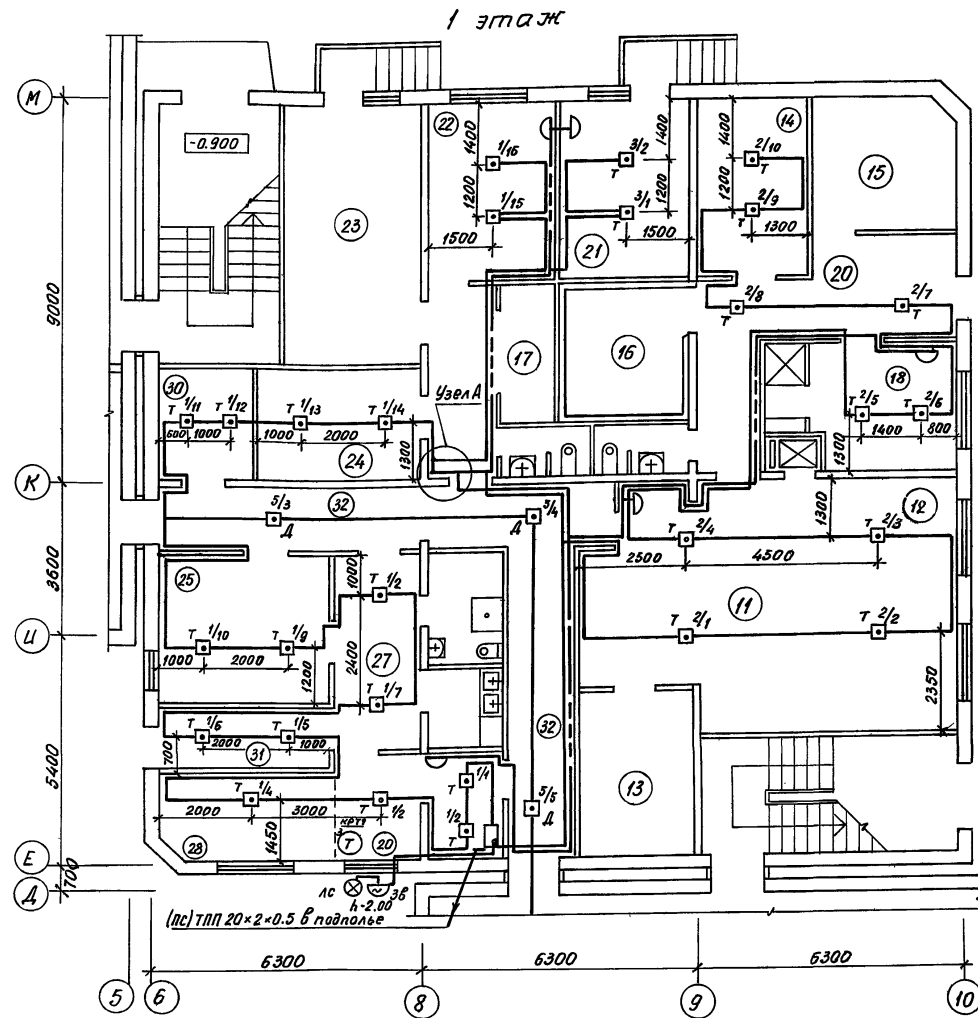 1 этаж
М
22
14
-0.900
1400
1/16
3/2
Т
1400
1400
2/10
Т
15
1200
1/15
3/1
Т
1200
1200
2/9
Т
23
1500
21
1500
1300
20
9000
2/8
Т
2/7
Т
17
16
18
30
Узел А
Т 1/11
1/12
Т 1/13
Т 1/14
Т 2/5
Т 2/6
600
1000
1000
2000
1300
1400
800
24
1300
К
32
12
5/3
Д
3/4
Д
1300
Т 2/4
Т 2/3
2500
4500
3600
25
1000
Т 1/2
11
И
Т 1/10
Т 1/9
2400
27
Т 2/1
Т 2/2
1000
2000
1200
Т 1/7
2350
Т 1/6
Т 1/5
32
2000
1000
700
31
5400
13
Т 1/4
Т 1/2
Т 1/4
Т 1/2
5/5
Д
2000
3000
1450
КРТУ
Т
28
20
Е
700
Д
ЛС
Зв
h-2.00
(ПС) ТПП 20×2×0.5 в подполье
6300
6300
6300
5
6
8
9
10